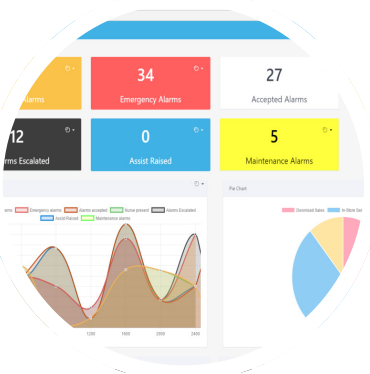 34
27
Alarms
Emergency Alarms
Accepted Alarms
12
0
5
rms Escalated
Assist Raised
Maintenance Alarms
Pie Chart
arms Emergency alarms Alarms accepted Nurse present Alarms Escalated
Assist Raised Maintenance alarms
Download Sales In-Store Sal
1200 1600 2000 2400